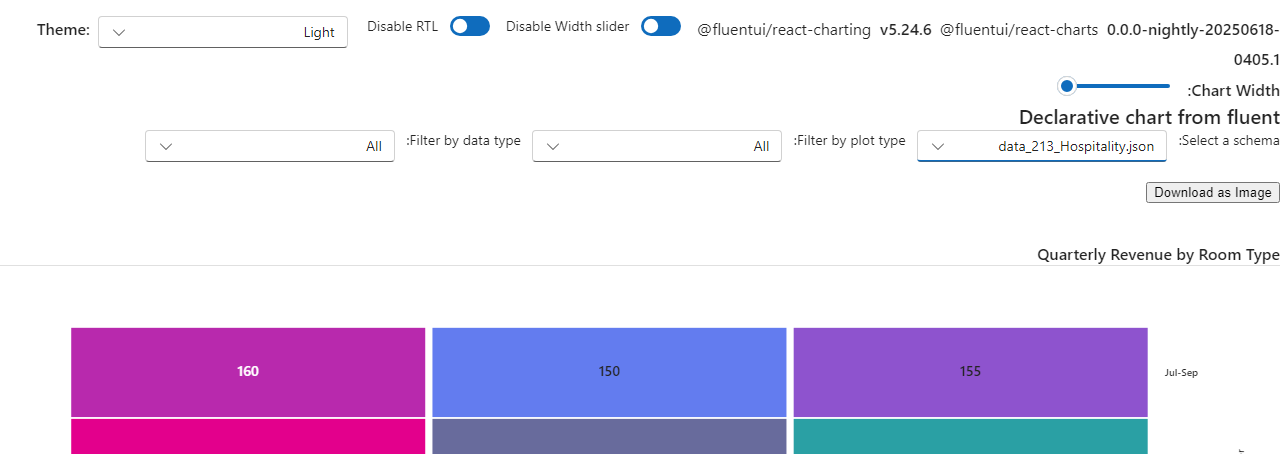 Theme: Light Disable RTL Disable Width slider @fluentui/react-charting v5.24.6 @fluentui/react-charts 0.0.0-nightly-20250618-
0405.1
:Chart Width
Declarative chart from fluent
All :Filter by data type All :Filter by plot type data_213_Hospitality.json :Select a schema
Download as Image
Quarterly Revenue by Room Type
160 150 155 Jul-Sep